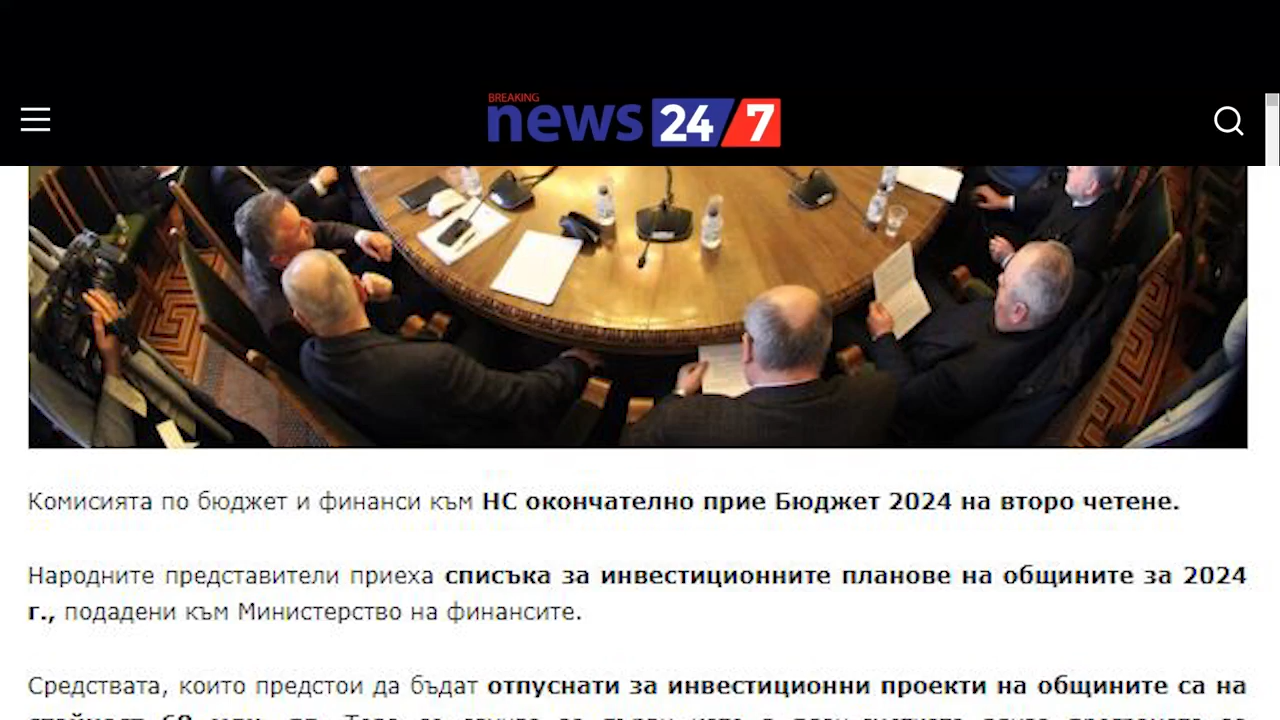 BREAKING
news 24/7
Комисията по бюджет и финанси към НС окончателно прие Бюджет 2024 на второ четене.
Народните представители приеха списъка за инвестиционните планове на общините за 2024
г., подадени към Министерство на финансите.
Средствата, които предстои да бъдат отпуснати за инвестиционни проекти на общините са на